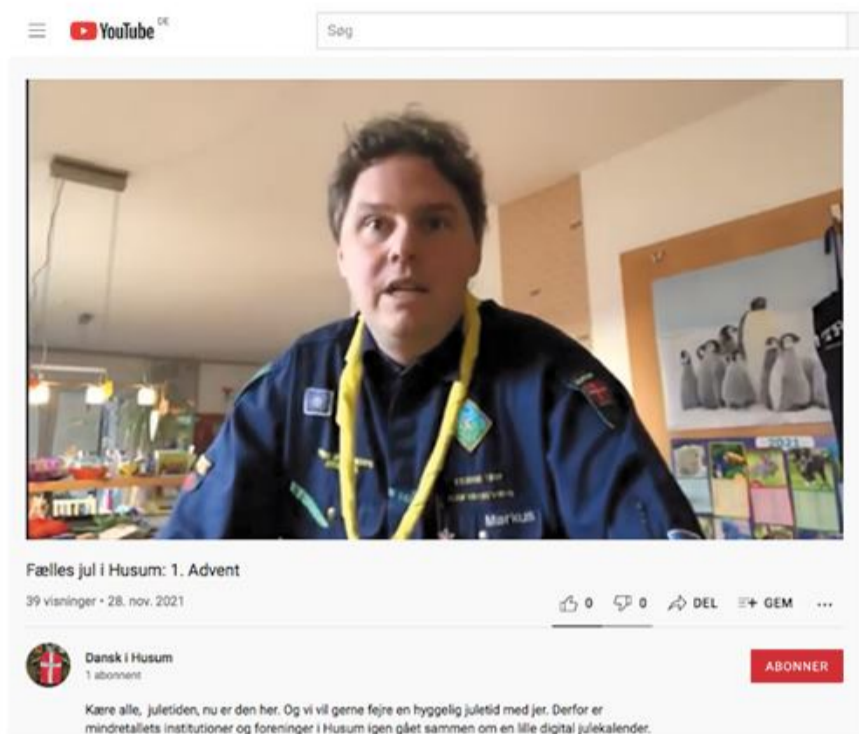 YouTube DE
Søg
2021
Markus
Fælles jul i Husum: 1. Advent
39 visninger • 28. nov. 2021
0 0 DEL GEM ...
Dansk i Husum
1 abonnent
ABONNER
Kære alle, juletiden, nu er den her. Og vi vil gerne fejre en hyggelig juletid med jer. Derfor er
mindretallets institutioner og foreninger i Husum igen gået sammen om en lille digital julekalender.